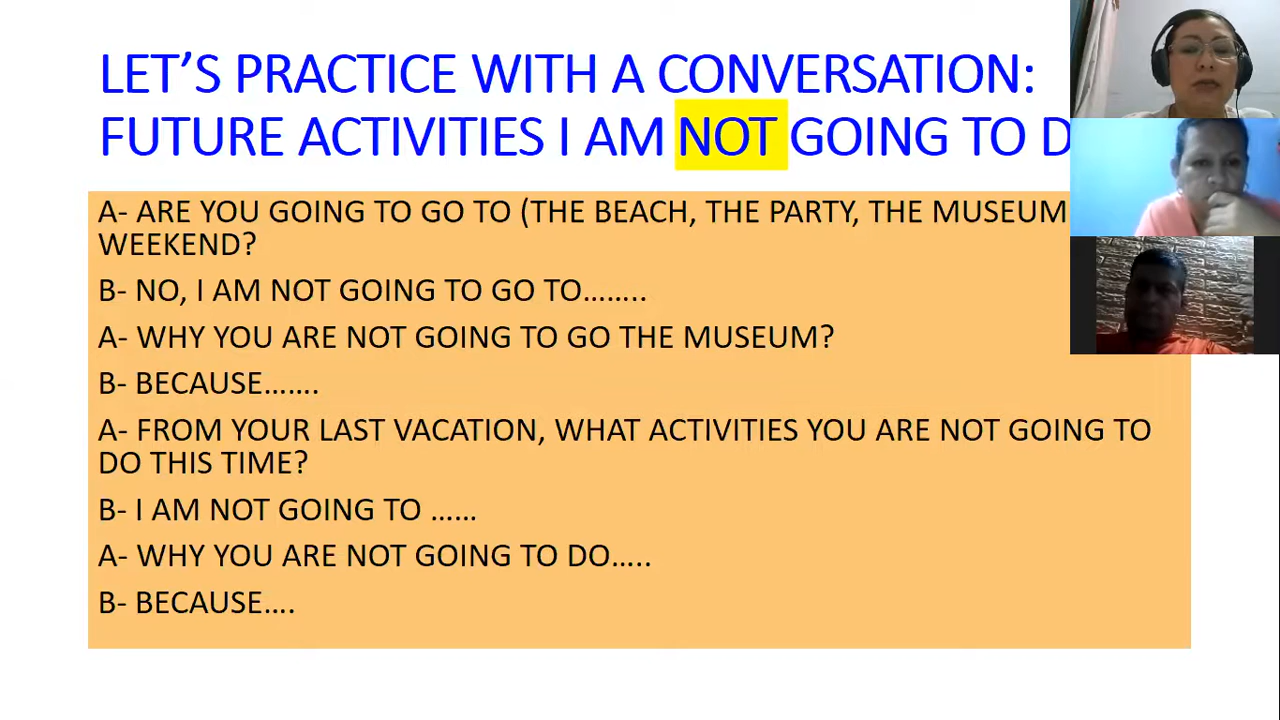 LET’S PRACTICE WITH A CONVERSATION:
FUTURE ACTIVITIES I AM NOT GOING TO D
A- ARE YOU GOING TO GO TO (THE BEACH, THE PARTY, THE MUSEUM
WEEKEND?
B- NO, I AM NOT GOING TO GO TO……..
A- WHY YOU ARE NOT GOING TO GO THE MUSEUM?
B- BECAUSE…….
A- FROM YOUR LAST VACATION, WHAT ACTIVITIES YOU ARE NOT GOING TO
DO THIS TIME?
B- I AM NOT GOING TO ……
A- WHY YOU ARE NOT GOING TO DO…..
B- BECAUSE….